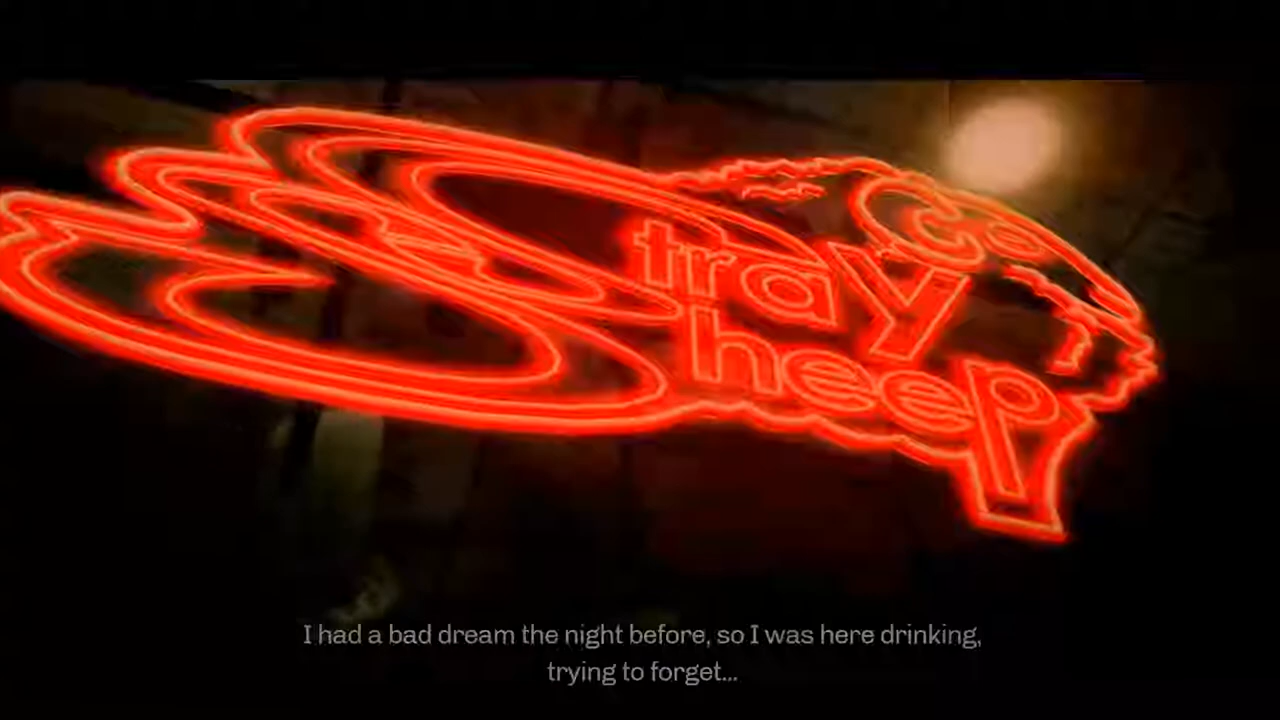 Stray
Sheep
I had a bad dream the night before, so I was here drinking,
trying to forget...